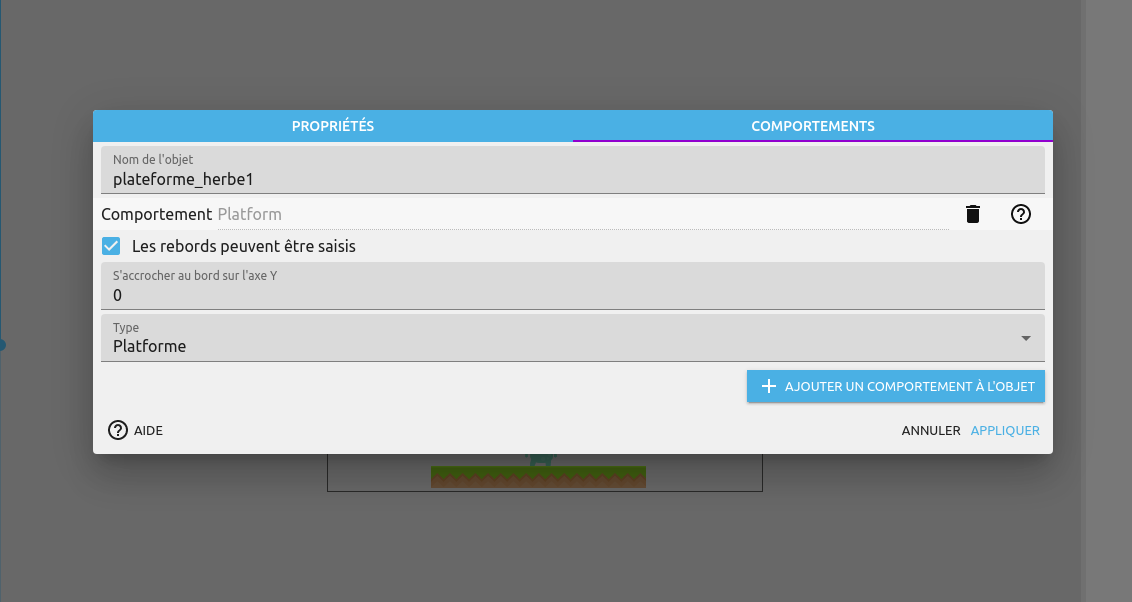 PROPRIÉTÉS COMPORTEMENTS
Nom de l'objet
plateforme_herbe1
Comportement Platform
Les rebords peuvent être saisis
S'accrocher au bord sur l'axe Y
0
Type
Platforme
AJOUTER UN COMPORTEMENT À L'OBJET
AIDE ANNULER APPLIQUER